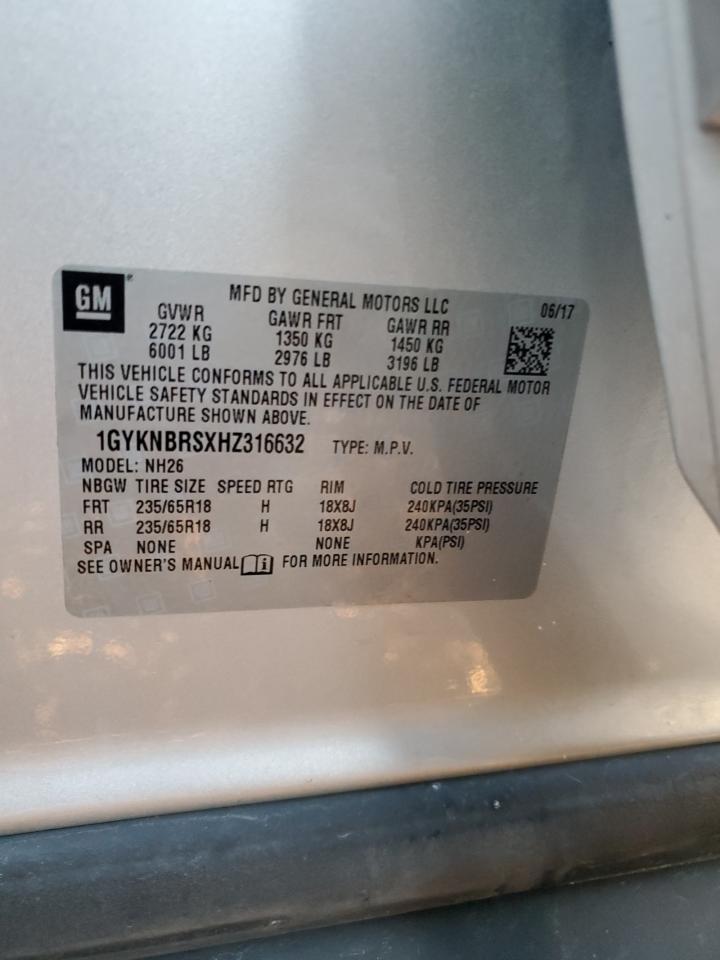 GM
MFD BY GENERAL MOTORS LLC 06/17
GVWR GAWR FRT GAWR RR
2722 KG 1350 KG 1450 KG
6001 LB 2976 LB 3196 LB
THIS VEHICLE CONFORMS TO ALL APPLICABLE U.S. FEDERAL MOTOR
VEHICLE SAFETY STANDARDS IN EFFECT ON THE DATE OF
MANUFACTURE SHOWN ABOVE.
1GYKNBRSXHZ316632 TYPE: M.P.V.
MODEL: NH26
NBGW TIRE SIZE SPEED RTG RIM COLD TIRE PRESSURE
FRT 235/65R18 H 18X8J 240KPA(35PSI)
RR 235/65R18 H 18X8J 240KPA(35PSI)
SPA NONE NONE KPA(PSI)
SEE OWNER'S MANUAL i FOR MORE INFORMATION.